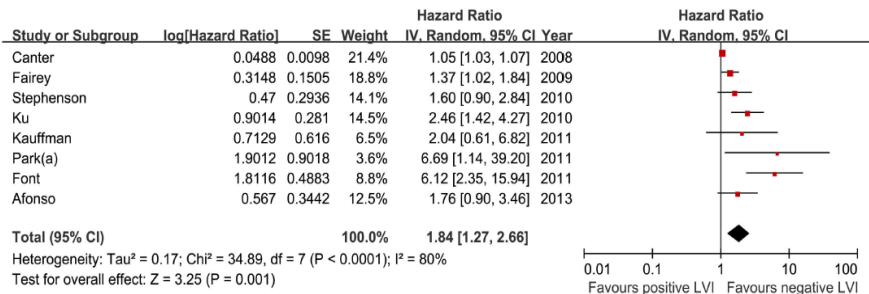 Hazard Ratio Hazard Ratio
Study or Subgroup log[Hazard Ratio] SE Weight IV, Random, 95% CI Year IV, Random, 95% CI
Canter 0.0488 0.0098 21.4% 1.05 [1.03, 1.07] 2008
Fairey 0.3148 0.1505 18.8% 1.37 [1.02, 1.84] 2009
Stephenson 0.47 0.2936 14.1% 1.60 [0.90, 2.84] 2010
Ku 0.9014 0.281 14.5% 2.46 [1.42, 4.27] 2010
Kauffman 0.7129 0.616 6.5% 2.04 [0.61, 6.82] 2011
Park(a) 1.9012 0.9018 3.6% 6.69 [1.14, 39.20] 2011
Font 1.8116 0.4883 8.8% 6.12 [2.35, 15.94] 2011
Afonso 0.567 0.3442 12.5% 1.76 [0.90, 3.46] 2013
Total (95% CI) 100.0% 1.84 [1.27, 2.66]
Heterogeneity: Tau² = 0.17; Chi² = 34.89, df = 7 (P < 0.0001); I² = 80%
Test for overall effect: Z = 3.25 (P = 0.001)
0.01 0.1 1 10 100
Favours positive LVI Favours negative LVI